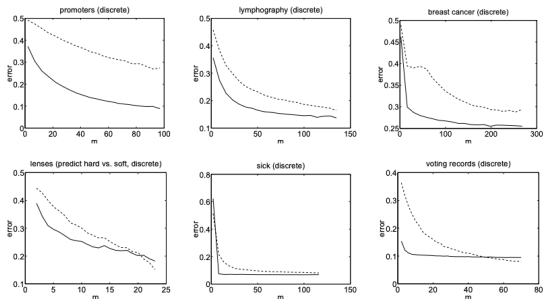 promoters (discrete)
error
0.5
0.4
0.3
0.2
0.1
0
0 20 40 60 80 100
m
lymphography (discrete)
error
0.5
0.4
0.3
0.2
0.1
0 50 100 150
m
breast cancer (discrete)
error
0.5
0.45
0.4
0.35
0.3
0.25
0 100 200 300
m
lenses (predict hard vs. soft, discrete)
error
0.5
0.4
0.3
0.2
0.1
0 5 10 15 20 25
m
sick (discrete)
error
0.8
0.6
0.4
0.2
0
0 50 100 150
m
voting records (discrete)
error
0.4
0.3
0.2
0.1
0
0 20 40 60 80
m